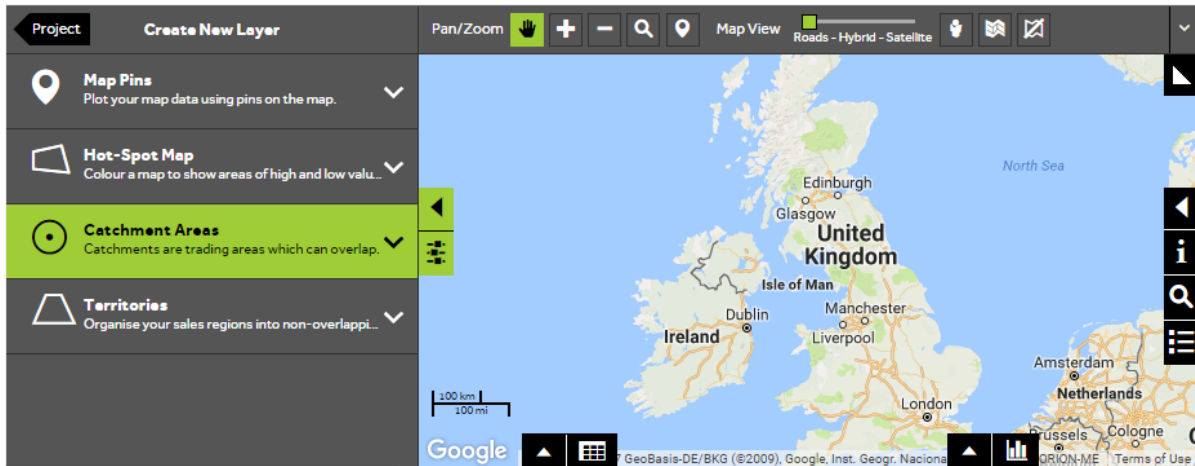 Project
Create New Layer
Pan/Zoom
Map View
Roads - Hybrid - Satellite
Map Pins
Plot your map data using pins on the map.
Hot-Spot Map
Colour a map to show areas of high and low valu...
Catchment Areas
Catchments are trading areas which can overlap.
Territories
Organise your sales regions into non-overlappi...
North Sea
Edinburgh
Glasgow
United
Kingdom
Isle of Man
Dublin
Manchester
Ireland
Liverpool
Amsterdam
Netherlands
100 km
100 mi
London
Brussels
Cologne
Google
7 GeoBasis-DE/BKG (©2009), Google, Inst. Geogr. Naciona
ORION-ME
Terms of Use